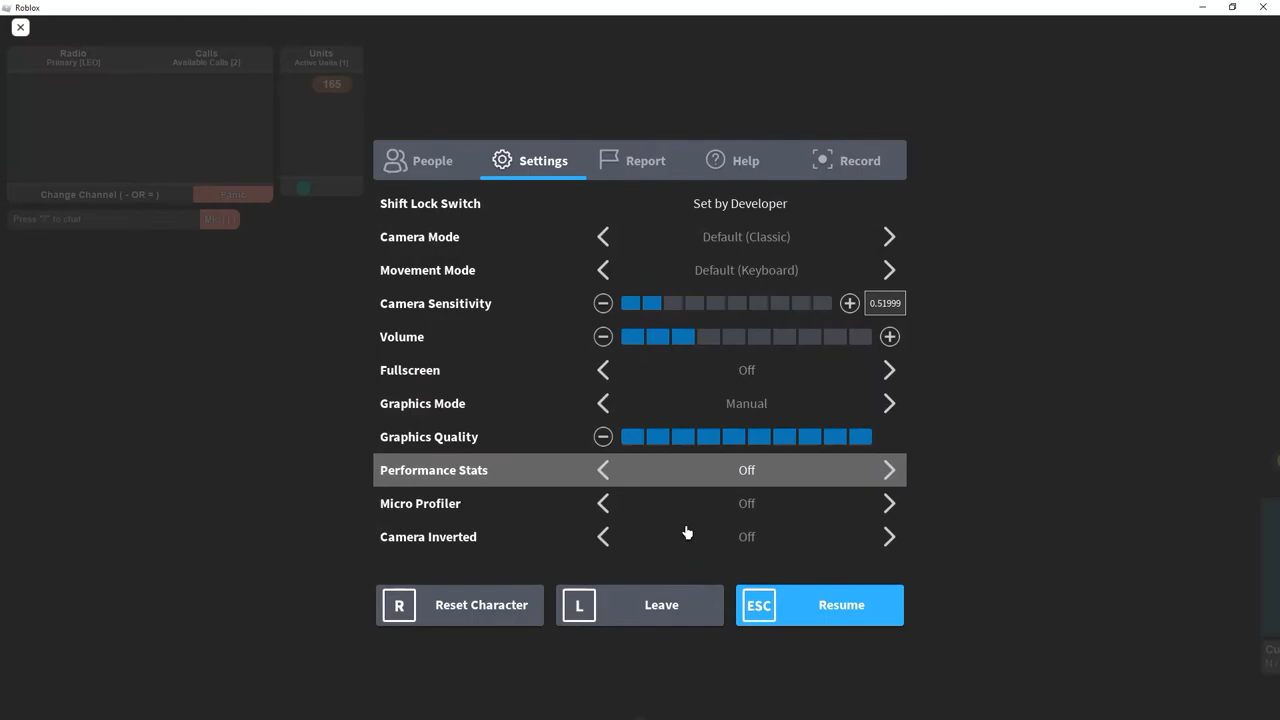 Roblox
Radio
Primary [LEO]
Calls
Available Calls [2]
Units
Active Units [1]
165
Change Channel ( - OR = )
Panic
Press "T" to chat
People
Settings
Report
Help
Record
Shift Lock Switch
Set by Developer
Camera Mode
Default (Classic)
Movement Mode
Default (Keyboard)
Camera Sensitivity
0.51999
Volume
Fullscreen
Off
Graphics Mode
Manual
Graphics Quality
Performance Stats
Off
Micro Profiler
Off
Camera Inverted
Off
R
Reset Character
L
Leave
ESC
Resume